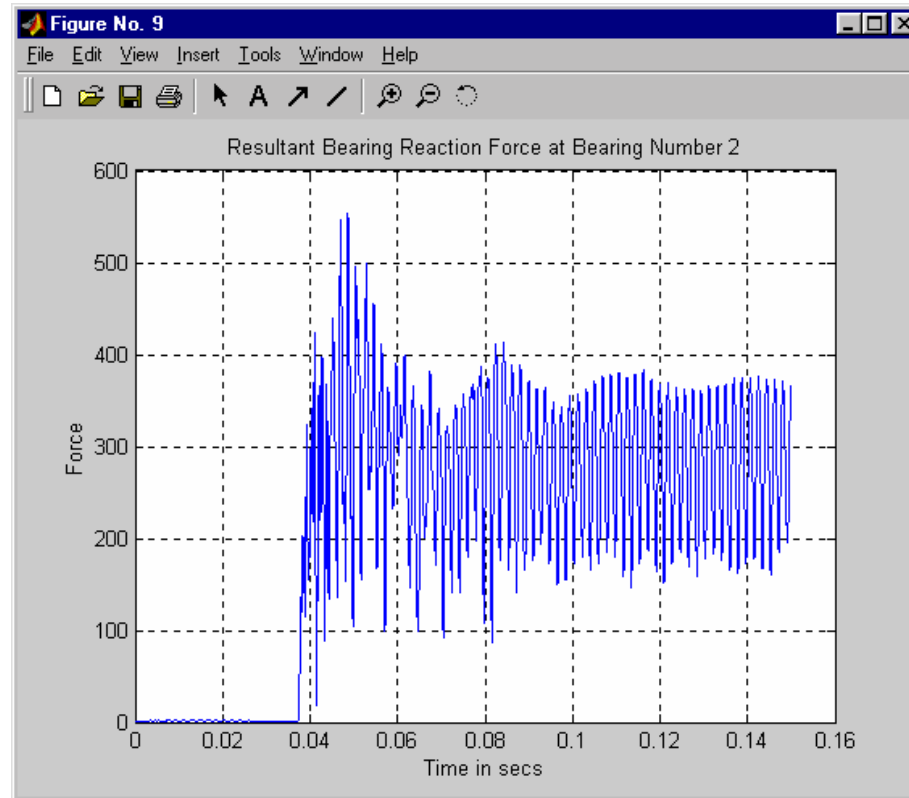 Figure No. 9
File Edit View Insert Tools Window Help
A
Resultant Bearing Reaction Force at Bearing Number 2
600
500
400
300
200
100
0
Force
0 0.02 0.04 0.06 0.08 0.1 0.12 0.14 0.16
Time in secs